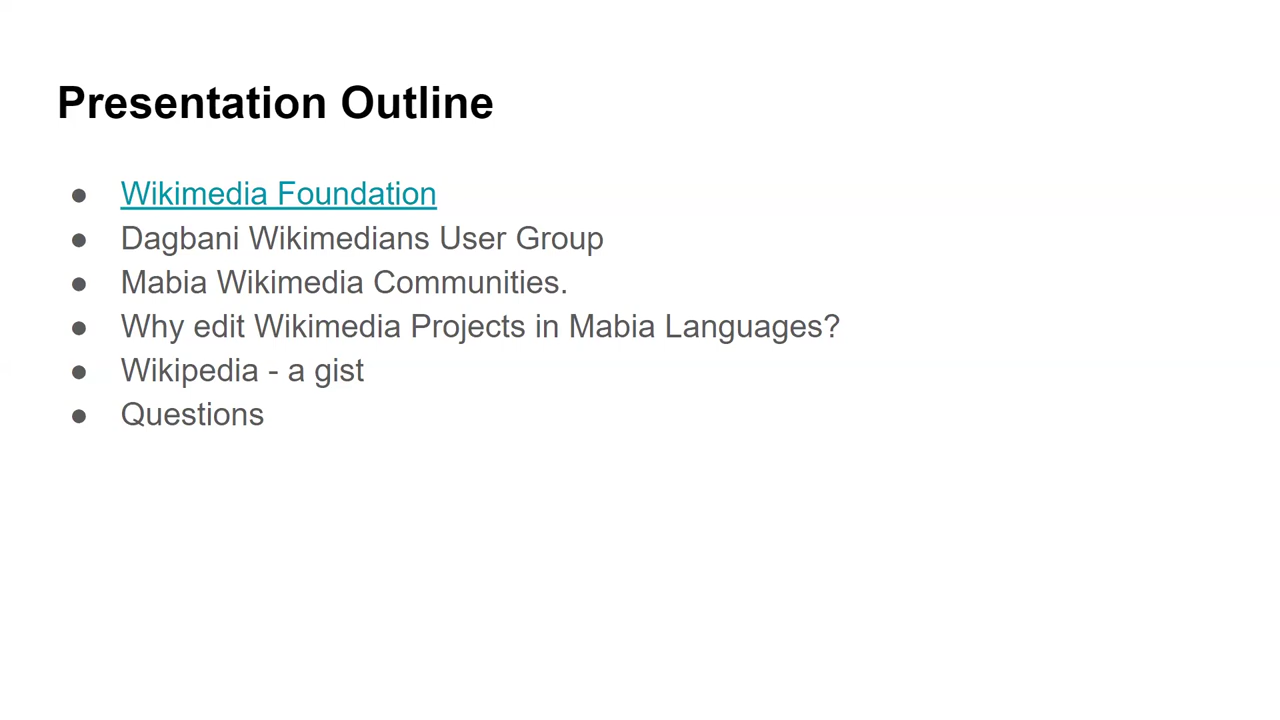 Presentation Outline
● Wikimedia Foundation
● Dagbani Wikimedians User Group
● Mabia Wikimedia Communities.
● Why edit Wikimedia Projects in Mabia Languages?
● Wikipedia - a gist
● Questions